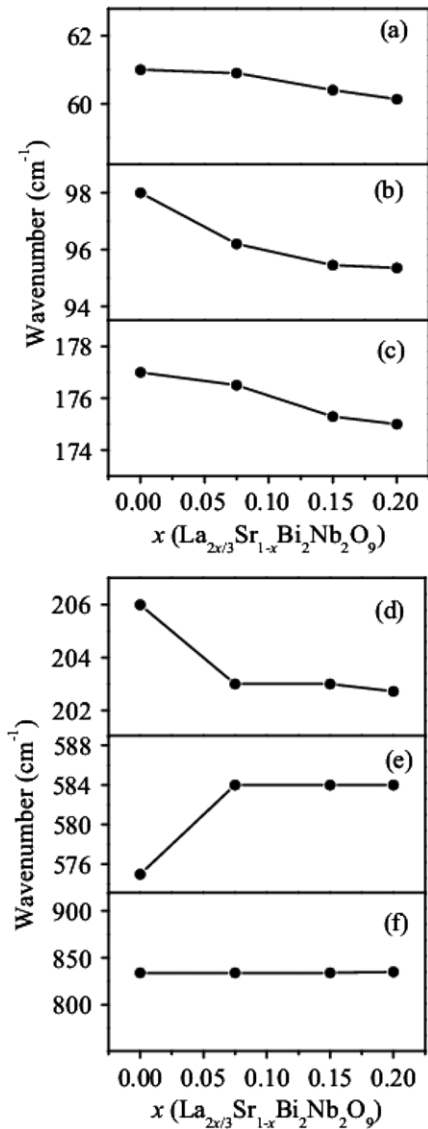 62
(a)
60
98
(b)
96
94
178
(c)
176
174
Wavenumber (cm⁻¹)
0.00 0.05 0.10 0.15 0.20
x (La₂ₓ/₃Sr₁₋ₓBi₂Nb₂O₉)
206
(d)
204
202
588
(e)
584
580
576
900
(f)
850
800
Wavenumber (cm⁻¹)
0.00 0.05 0.10 0.15 0.20
x (La₂ₓ/₃Sr₁₋ₓBi₂Nb₂O₉)